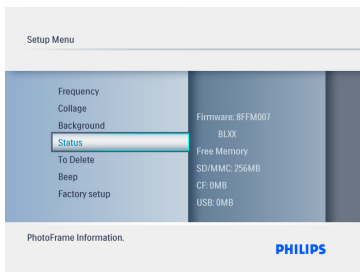 Setup Menu
Frequency
Collage
Background
Status
To Delete
Beep
Factory setup
Firmware: 8FFM007
BLXX
Free Memory
SD/MMC: 256MB
CF: 0MB
USB: 0MB
PhotoFrame Information.
PHILIPS